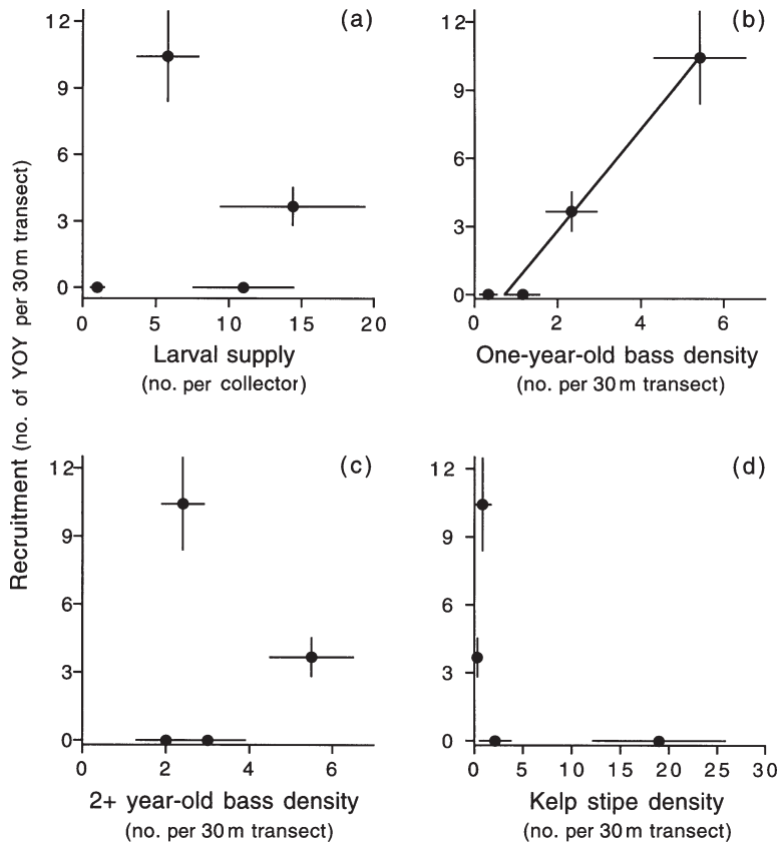 Recruitment (no. of YOY per 30 m transect)
(a)
12
9
6
3
0
0 5 10 15 20
Larval supply
(no. per collector)
(b)
12
9
6
3
0
0 2 4 6
One-year-old bass density
(no. per 30 m transect)
(c)
12
9
6
3
0
0 2 4 6
2+ year-old bass density
(no. per 30 m transect)
(d)
12
9
6
3
0
0 5 10 15 20 25 30
Kelp stipe density
(no. per 30 m transect)